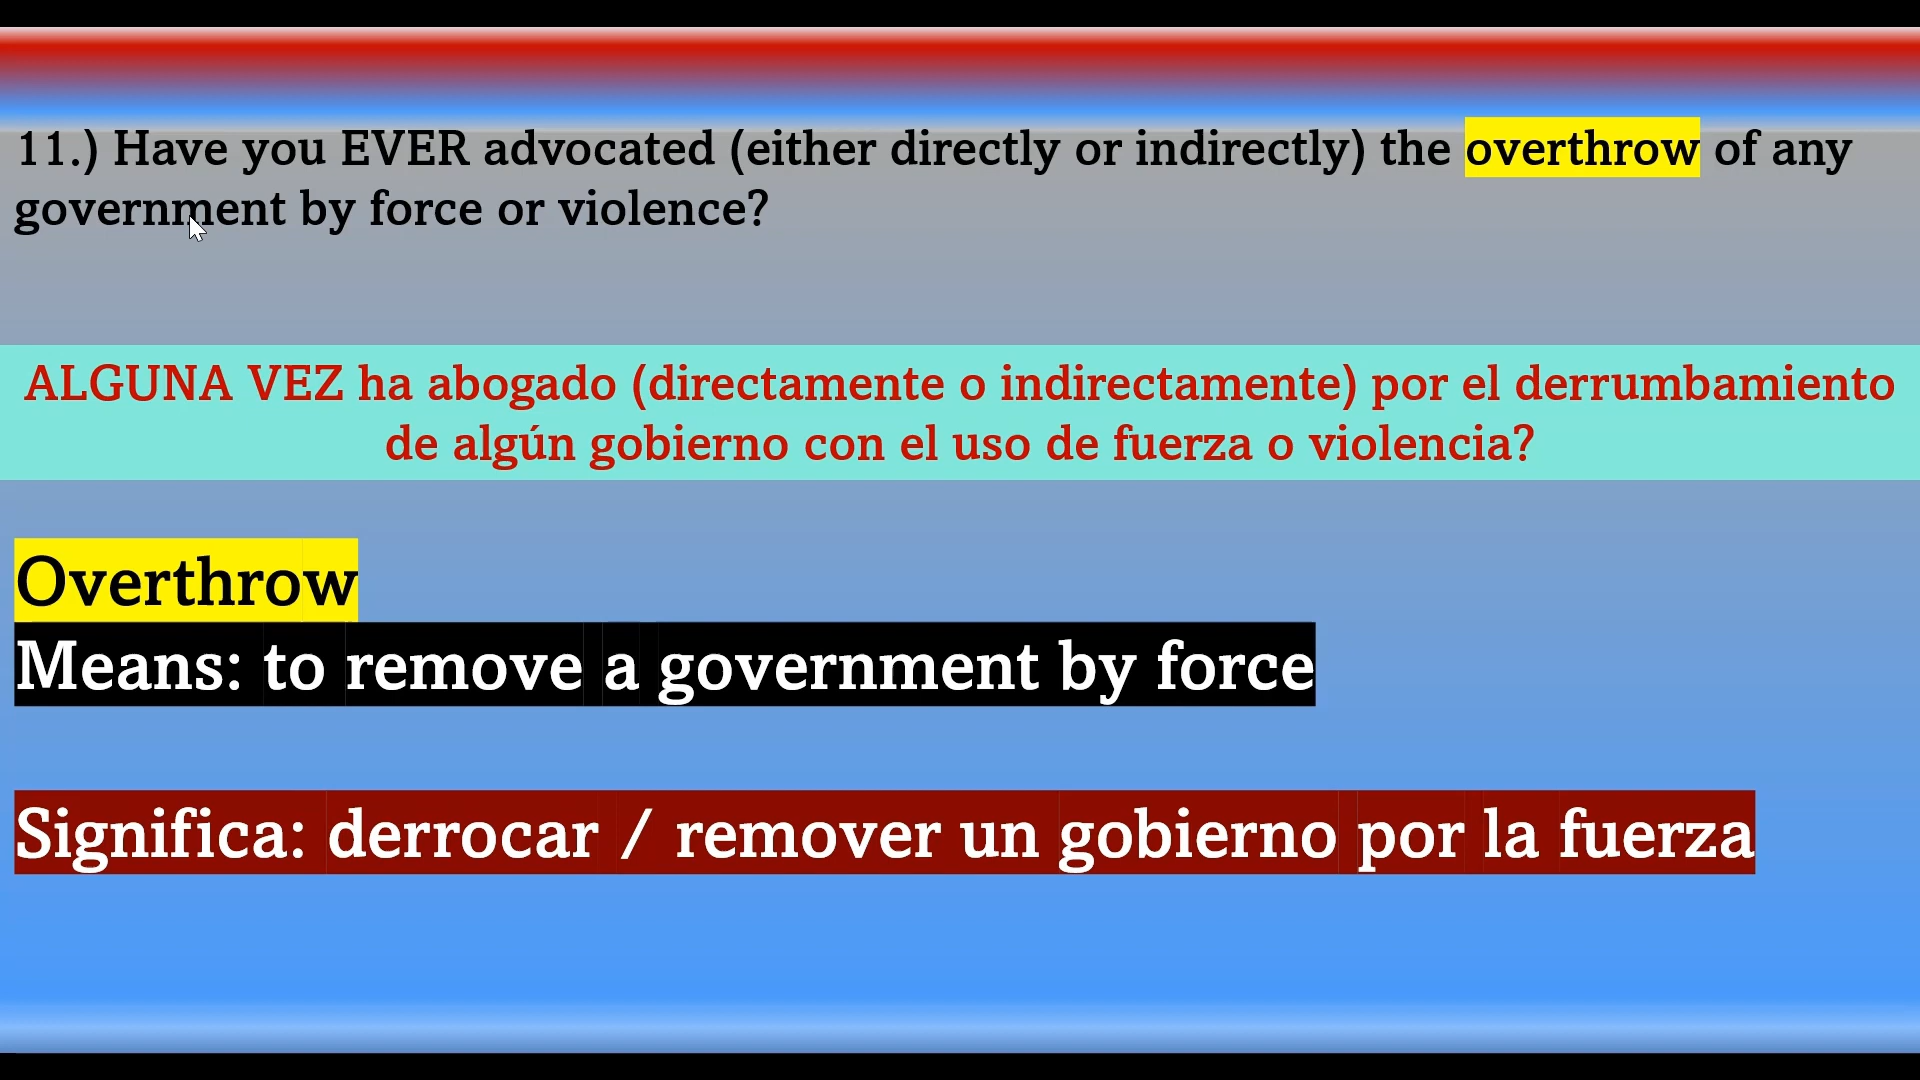 11.) Have you EVER advocated (either directly or indirectly) the overthrow of any
government by force or violence?
ALGUNA VEZ ha abogado (directamente o indirectamente) por el derrumbamiento
de algún gobierno con el uso de fuerza o violencia?
Overthrow
Means: to remove a government by force
Significa: derrocar / remover un gobierno por la fuerza